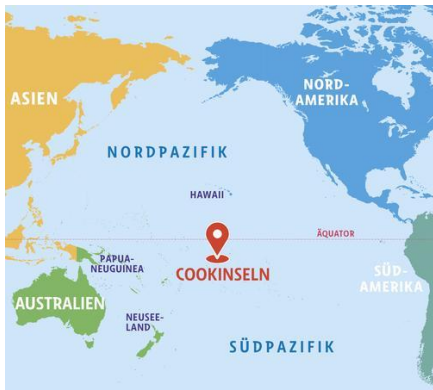 ASIEN
NORD-
AMERIKA
NORDPAZIFIK
HAWAII
ÄQUATOR
PAPUA-
NEUGUINEA
COOKINSELN
SÜD-
AMERIKA
AUSTRALIEN
NEUSEE-
LAND
SÜDPAZIFIK